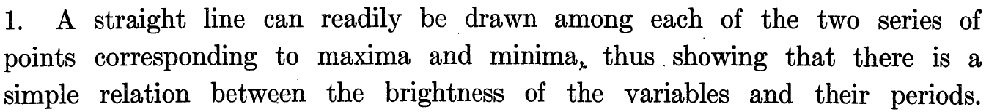 1. A straight line can readily be drawn among each of the two series of
points corresponding to maxima and minima, thus showing that there is a
simple relation between the brightness of the variables and their periods.